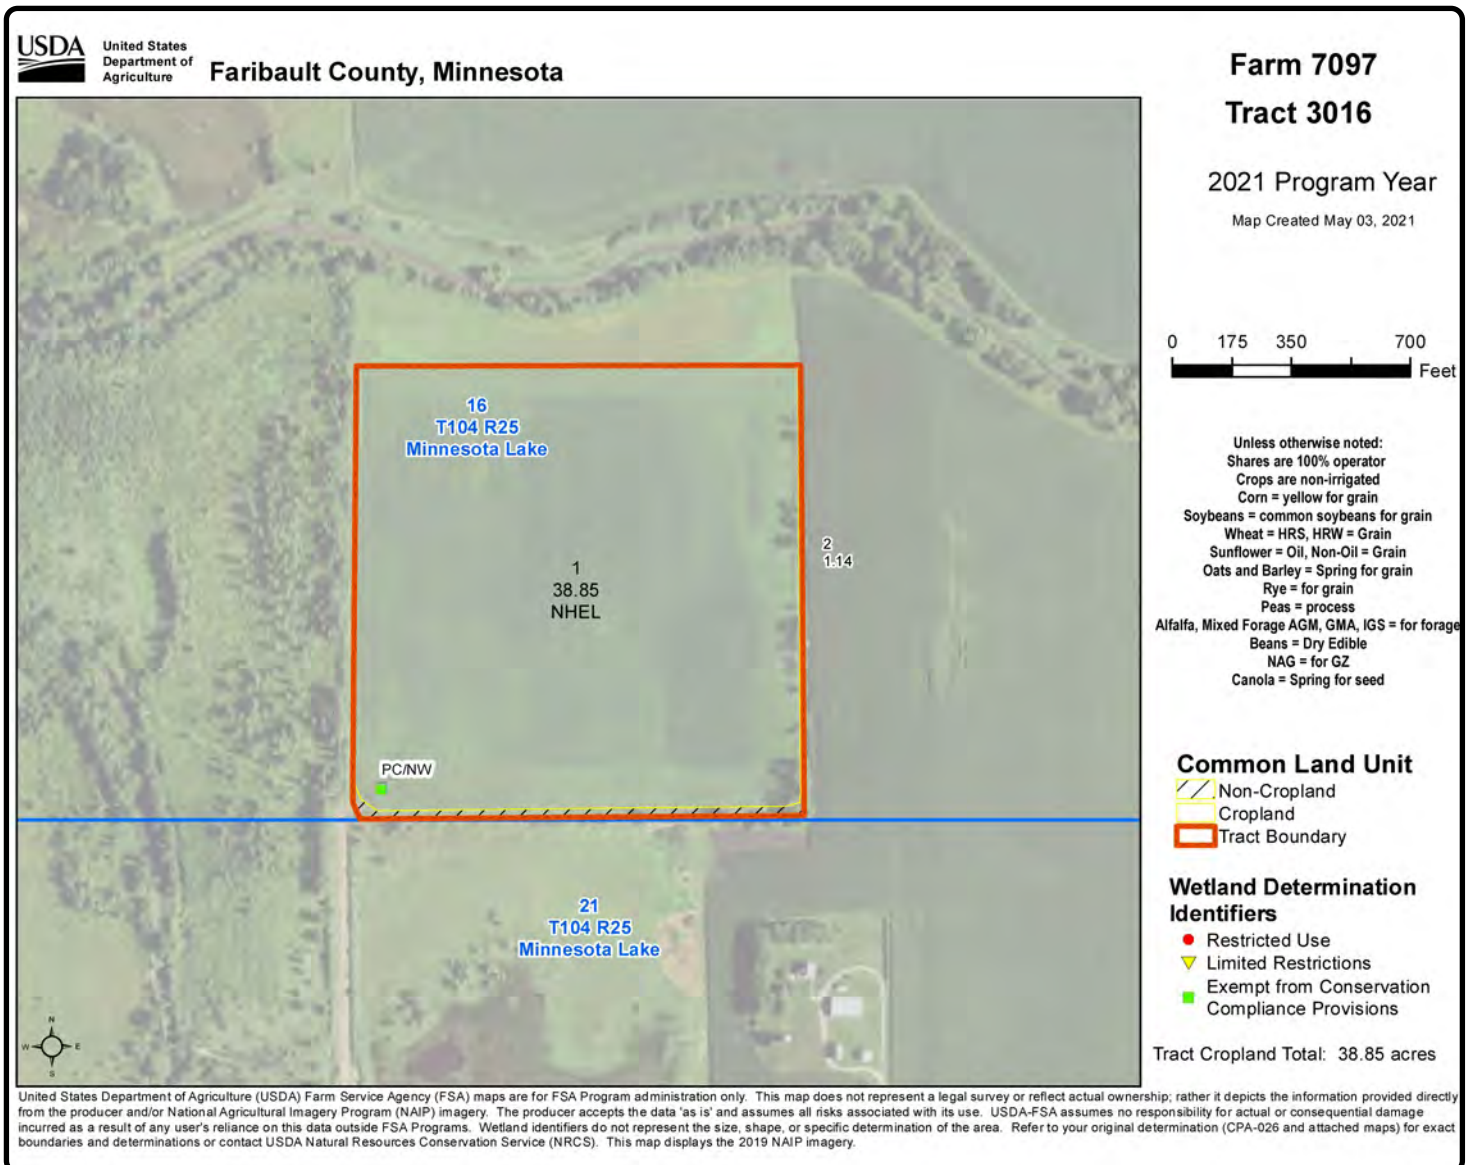 USDA
United States
Department of
Agriculture
Faribault County, Minnesota
Farm 7097
Tract 3016
2021 Program Year
Map Created May 03, 2021
0 175 350 700
Feet
Unless otherwise noted:
Shares are 100% operator
Crops are non-irrigated
Corn = yellow for grain
Soybeans = common soybeans for grain
Wheat = HRS, HRW = Grain
Sunflower = Oil, Non-Oil = Grain
Oats and Barley = Spring for grain
Rye = for grain
Peas = process
Alfalfa, Mixed Forage AGM, GMA, IGS = for forage
Beans = Dry Edible
NAG = for GZ
Canola = Spring for seed
Common Land Unit
Non-Cropland
Cropland
Tract Boundary
Wetland Determination
Identifiers
Restricted Use
Limited Restrictions
Exempt from Conservation
Compliance Provisions
Tract Cropland Total: 38.85 acres
16
T104 R25
Minnesota Lake
1
38.85
NHEL
2
1.14
PC/NW
21
T104 R25
Minnesota Lake
N
W E
S
United States Department of Agriculture (USDA) Farm Service Agency (FSA) maps are for FSA Program administration only. This map does not represent a legal survey or reflect actual ownership; rather it depicts the information provided directly
from the producer and/or National Agricultural Imagery Program (NAIP) imagery. The producer accepts the data 'as is' and assumes all risks associated with its use. USDA-FSA assumes no responsibility for actual or consequential damage
incurred as a result of any user's reliance on this data outside FSA Programs. Wetland identifiers do not represent the size, shape, or specific determination of the area. Refer to your original determination (CPA-026 and attached maps) for exact
boundaries and determinations or contact USDA Natural Resources Conservation Service (NRCS). This map displays the 2019 NAIP imagery.